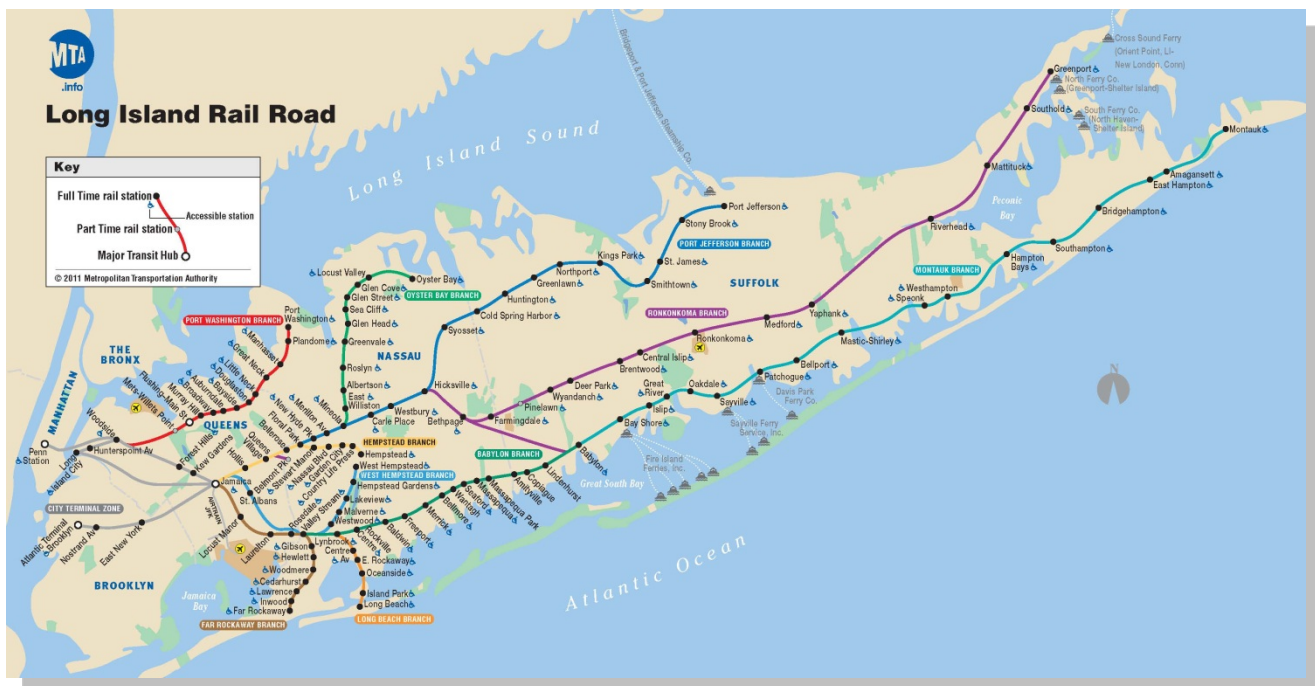 MTA
.info
Long Island Rail Road
Key
Full Time rail station
Accessible station
Part Time rail station
Major Transit Hub
© 2011 Metropolitan Transportation Authority
Long Island Sound
Bridgeport & Port Jefferson Steamship Co.
Cross Sound Ferry
(Orient Point, LI-
New London, Conn)
Greenport
North Ferry Co.
(Greenport-Shelter Island)
Southold
South Ferry Co.
(North Haven-
Shelter Island)
Montauk
Mattituck
Amagansett
East Hampton
Peconic
Bay
Bridgehampton
Riverhead
Southampton
Hampton
Bays
MONTAUK BRANCH
Westhampton
Speonk
Port Jefferson
Stony Brook
PORT JEFFERSON BRANCH
St. James
Kings Park
Smithtown
SUFFOLK
Northport
Greenlawn
Huntington
Cold Spring Harbor
Syosset
RONKONKOMA BRANCH
Yaphank
Medford
Ronkonkoma
Central Islip
Brentwood
Deer Park
Wyandanch
Pinelawn
Farmingdale
Bethpage
Hicksville
Mastic-Shirley
Bellport
Patchogue
Davis Park
Ferry Co.
Sayville
Sayville Ferry
Service, Inc.
Oakdale
Great
River
Islip
Bay Shore
Fire Island
Ferries, Inc.
Great South Bay
Babylon
BABYLON BRANCH
Lindenhurst
Copiague
Amityville
Massapequa Park
Massapequa
Seaford
Wantagh
Bellmore
Merrick
Freeport
Baldwin
Rockville
Centre
Locust Valley
Oyster Bay
OYSTER BAY BRANCH
Glen Cove
Glen Street
Sea Cliff
Glen Head
Greenvale
Roslyn
Albertson
East
Williston
NASSAU
PORT WASHINGTON BRANCH
Port
Washington
Plandome
Manhasset
Great Neck
Little Neck
Douglaston
Bayside
Auburndale
Broadway
Murray Hill
Flushing–Main St
Mets-Willets Point
THE
BRONX
MANHATTAN
QUEENS
Woodside
Penn
Station
Hunterspoint Av
Long
Island City
Forest Hills
Kew Gardens
Jamaica
AIRTRAIN
JFK
CITY TERMINAL ZONE
Atlantic Terminal
Brooklyn
Nostrand Av
East New York
BROOKLYN
Jamaica
Bay
Hollis
Queens
Village
Bellerose
Floral Park
New Hyde Pk
Merillon Av
Mineola
Carle Place
Westbury
Belmont Pk
Stewart Manor
Nassau Blvd
Garden City
Country Life Press
HEMPSTEAD BRANCH
Hempstead
West Hempstead
WEST HEMPSTEAD BRANCH
Hempstead Gardens
Lakeview
Malverne
Westwood
St. Albans
Locust Manor
Laurelton
Rosedale
Valley Stream
Lynbrook
Centre
Av
E. Rockaway
Oceanside
Island Park
Long Beach
LONG BEACH BRANCH
Gibson
Hewlett
Woodmere
Cedarhurst
Lawrence
Inwood
Far Rockaway
FAR ROCKAWAY BRANCH
Atlantic Ocean
N